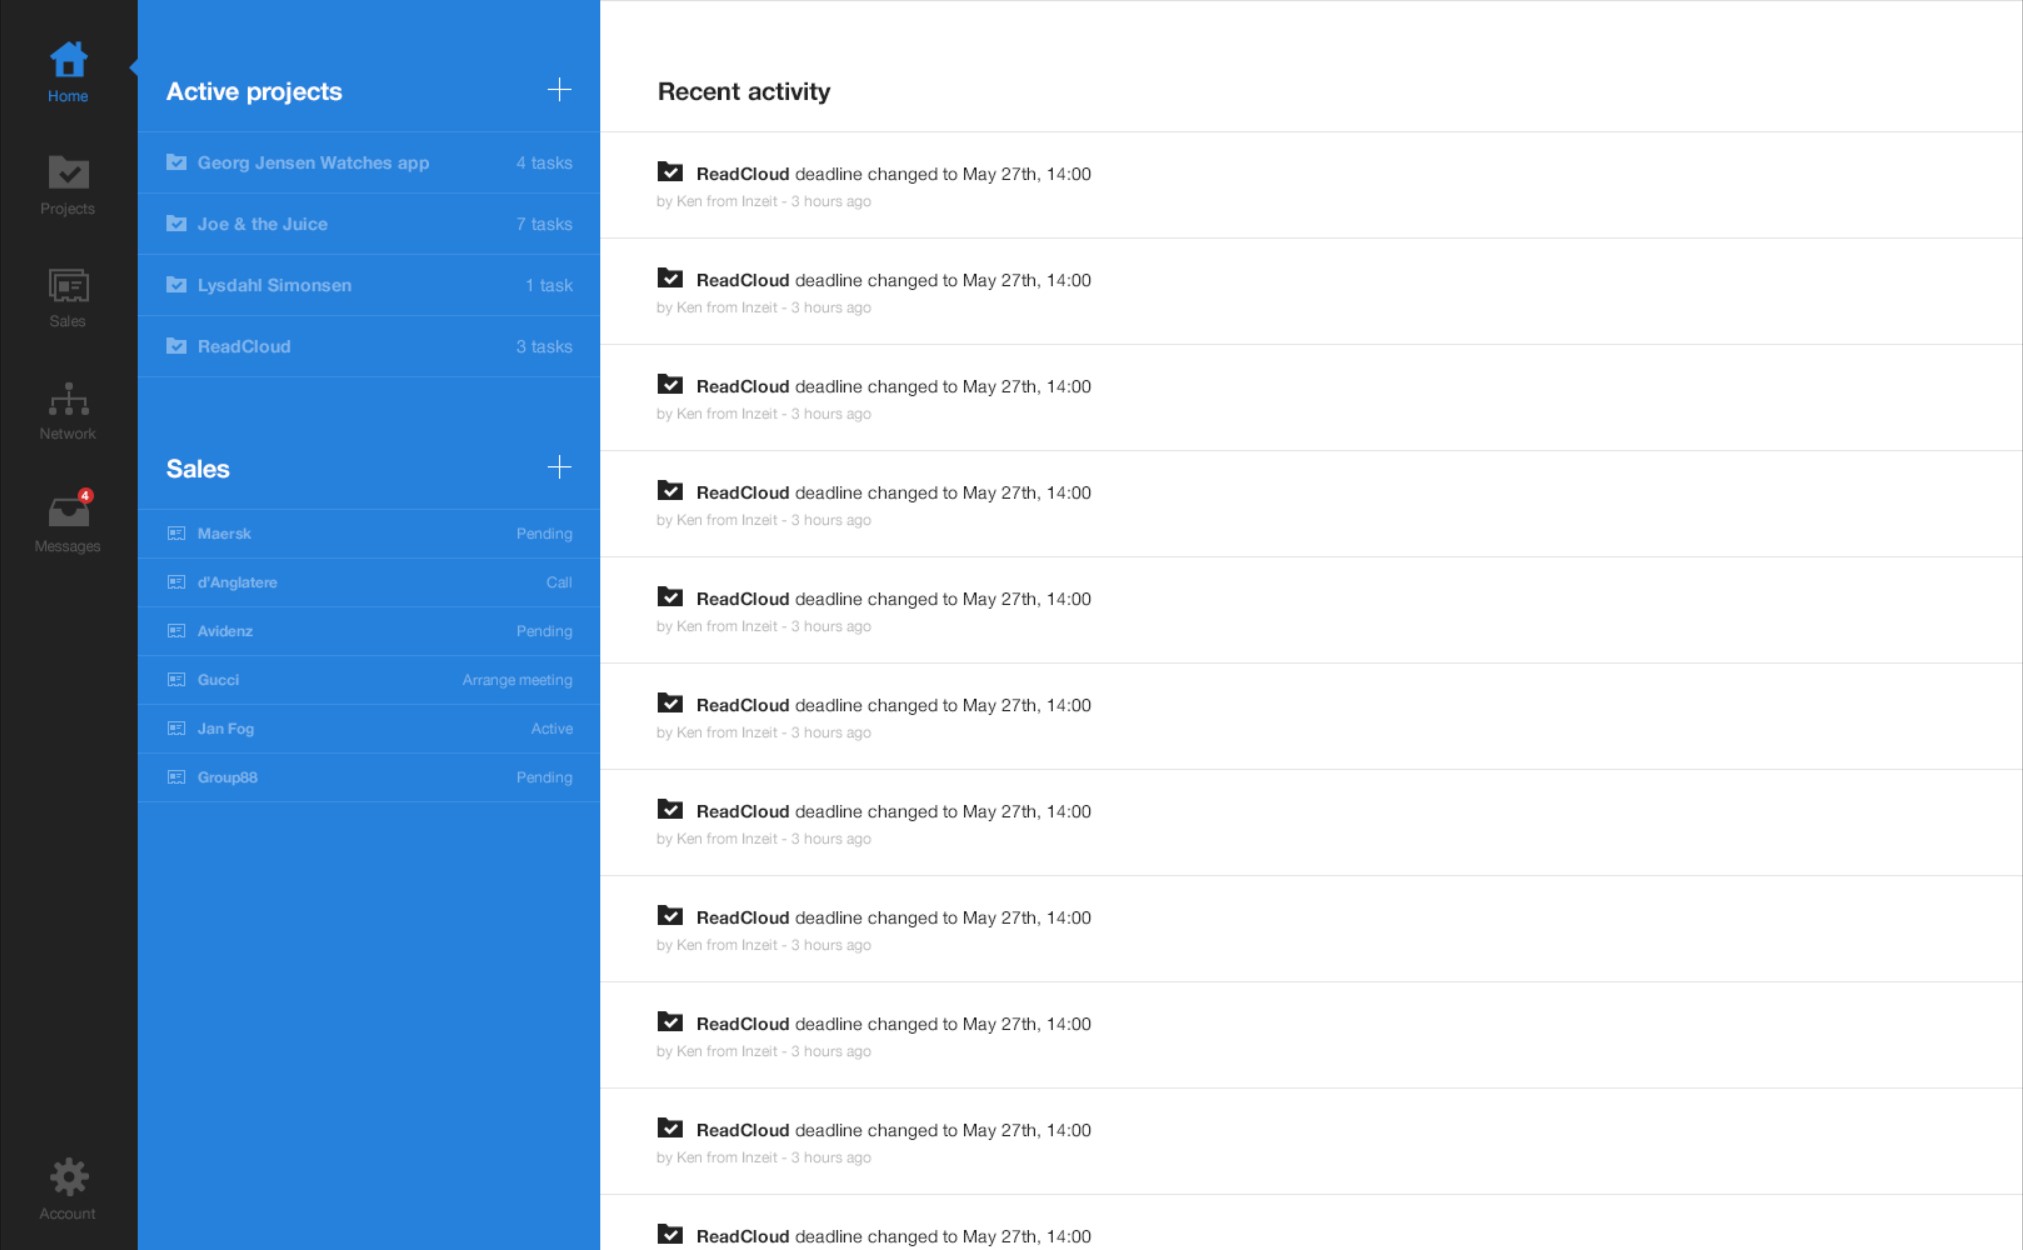 Home
Projects
Sales
Network
4
Messages
Account
Active projects
Georg Jensen Watches app 4 tasks
Joe & the Juice 7 tasks
Lysdahl Simonsen 1 task
ReadCloud 3 tasks
Sales
Maersk Pending
d'Anglatere Call
Avidenz Pending
Gucci Arrange meeting
Jan Fog Active
Group88 Pending
Recent activity
ReadCloud deadline changed to May 27th, 14:00
by Ken from Inzeit - 3 hours ago
ReadCloud deadline changed to May 27th, 14:00
by Ken from Inzeit - 3 hours ago
ReadCloud deadline changed to May 27th, 14:00
by Ken from Inzeit - 3 hours ago
ReadCloud deadline changed to May 27th, 14:00
by Ken from Inzeit - 3 hours ago
ReadCloud deadline changed to May 27th, 14:00
by Ken from Inzeit - 3 hours ago
ReadCloud deadline changed to May 27th, 14:00
by Ken from Inzeit - 3 hours ago
ReadCloud deadline changed to May 27th, 14:00
by Ken from Inzeit - 3 hours ago
ReadCloud deadline changed to May 27th, 14:00
by Ken from Inzeit - 3 hours ago
ReadCloud deadline changed to May 27th, 14:00
by Ken from Inzeit - 3 hours ago
ReadCloud deadline changed to May 27th, 14:00
by Ken from Inzeit - 3 hours ago
ReadCloud deadline changed to May 27th, 14:00